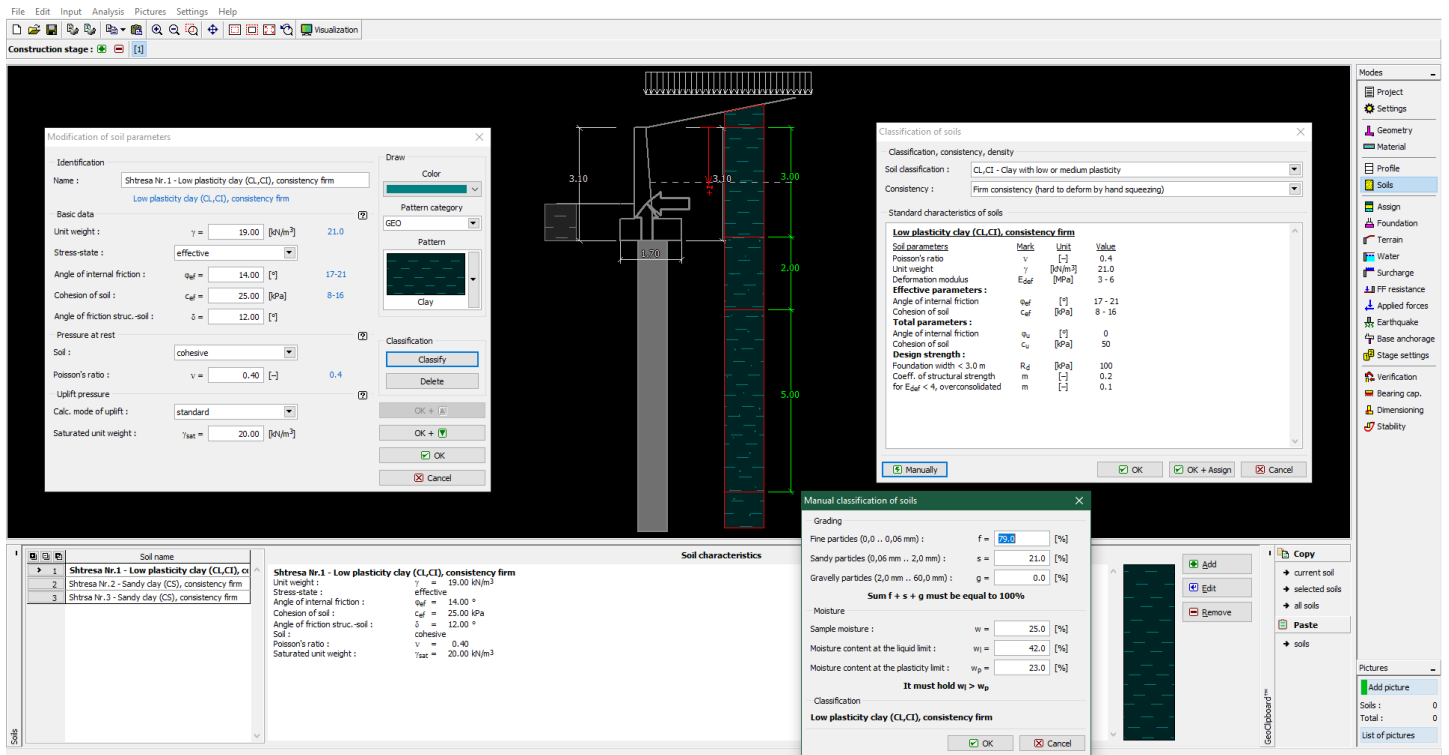 File Edit Input Analysis Pictures Settings Help
Visualization
Construction stage : [1]
3.10
3.10
+z
1.70
3.00
2.00
5.00
Modification of soil parameters
Identification
Name : Shtresa Nr.1 - Low plasticity clay (CL,CI), consistency firm
Low plasticity clay (CL,CI), consistency firm
Basic data
Unit weight : γ = 19.00 [kN/m³] 21.0
Stress-state : effective
Angle of internal friction : φef = 14.00 [°] 17-21
Cohesion of soil : cef = 25.00 [kPa] 8-16
Angle of friction struc.-soil : δ = 12.00 [°]
Pressure at rest
Soil : cohesive
Poisson's ratio : ν = 0.40 [–] 0.4
Uplift pressure
Calc. mode of uplift : standard
Saturated unit weight : γsat = 20.00 [kN/m³]
Draw
Color
Pattern category
GEO
Pattern
Clay
Classification
Classify
Delete
OK +
OK +
OK
Cancel
Classification of soils
Classification, consistency, density
Soil classification : CL,CI - Clay with low or medium plasticity
Consistency : Firm consistency (hard to deform by hand squeezing)
Standard characteristics of soils
Low plasticity clay (CL,CI), consistency firm
Soil parameters Mark Unit Value
Poisson's ratio ν [–] 0.4
Unit weight γ [kN/m³] 21.0
Deformation modulus Edef [MPa] 3 - 6
Effective parameters :
Angle of internal friction φef [°] 17 - 21
Cohesion of soil cef [kPa] 8 - 16
Total parameters :
Angle of internal friction φu [°] 0
Cohesion of soil cu [kPa] 50
Design strength :
Foundation width < 3.0 m Rd [kPa] 100
Coeff. of structural strength m [–] 0.2
for Edef < 4, overconsolidated m [–] 0.1
Manually
OK
OK + Assign
Cancel
Manual classification of soils
Grading
Fine particles (0,0 .. 0,06 mm) : f = 79.0 [%]
Sandy particles (0,06 mm .. 2,0 mm) : s = 21.0 [%]
Gravelly particles (2,0 mm .. 60,0 mm) : g = 0.0 [%]
Sum f + s + g must be equal to 100%
Moisture
Sample moisture : w = 25.0 [%]
Moisture content at the liquid limit : wl = 42.0 [%]
Moisture content at the plasticity limit : wp = 23.0 [%]
It must hold wl > wp
Classification
Low plasticity clay (CL,CI), consistency firm
OK
Cancel
Soils
Soil name
1 Shtresa Nr.1 - Low plasticity clay (CL,CI), co
2 Shtresa Nr.2 - Sandy clay (CS), consistency firm
3 Shtrsa Nr.3 - Sandy clay (CS), consistency firm
Soil characteristics
Shtresa Nr.1 - Low plasticity clay (CL,CI), consistency firm
Unit weight : γ = 19.00 kN/m³
Stress-state : effective
Angle of internal friction : φef = 14.00 °
Cohesion of soil : cef = 25.00 kPa
Angle of friction struc.-soil : δ = 12.00 °
Soil : cohesive
Poisson's ratio : ν = 0.40
Saturated unit weight : γsat = 20.00 kN/m³
Add
Edit
Remove
GeoClipboard™
Copy
current soil
selected soils
all soils
Paste
soils
Modes
Project
Settings
Geometry
Material
Profile
Soils
Assign
Foundation
Terrain
Water
Surcharge
FF resistance
Applied forces
Earthquake
Base anchorage
Stage settings
Verification
Bearing cap.
Dimensioning
Stability
Pictures
Add picture
Soils : 0
Total : 0
List of pictures